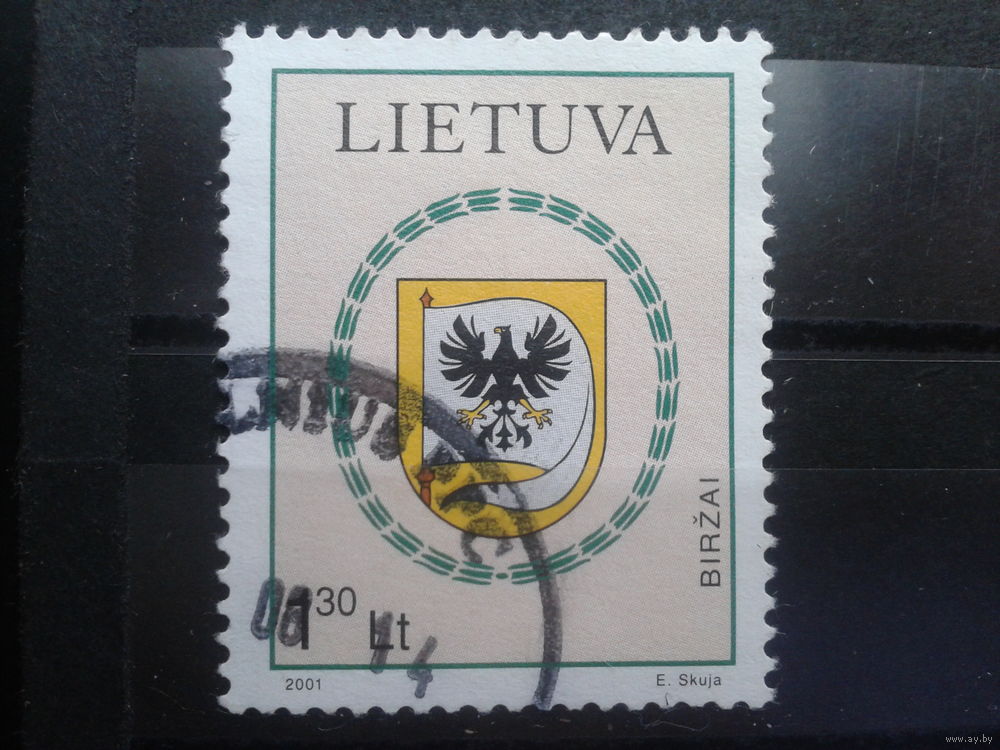 LIETUVA
BIRŽAI
1 30 Lt
2001
E. Skuja
www.ay.by